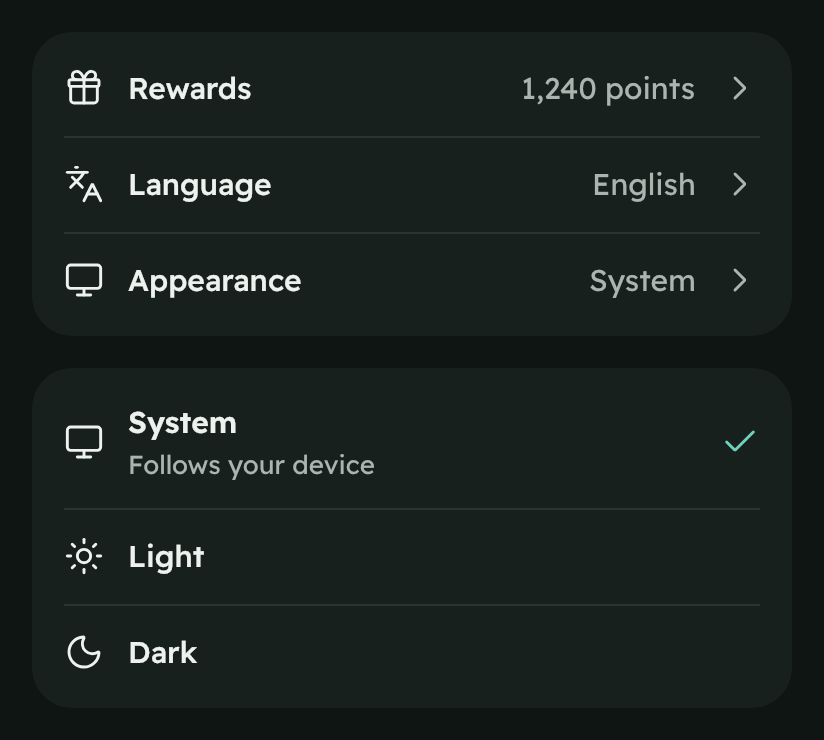 Rewards 1,240 points
Language English
Appearance System
System
Follows your device
Light
Dark